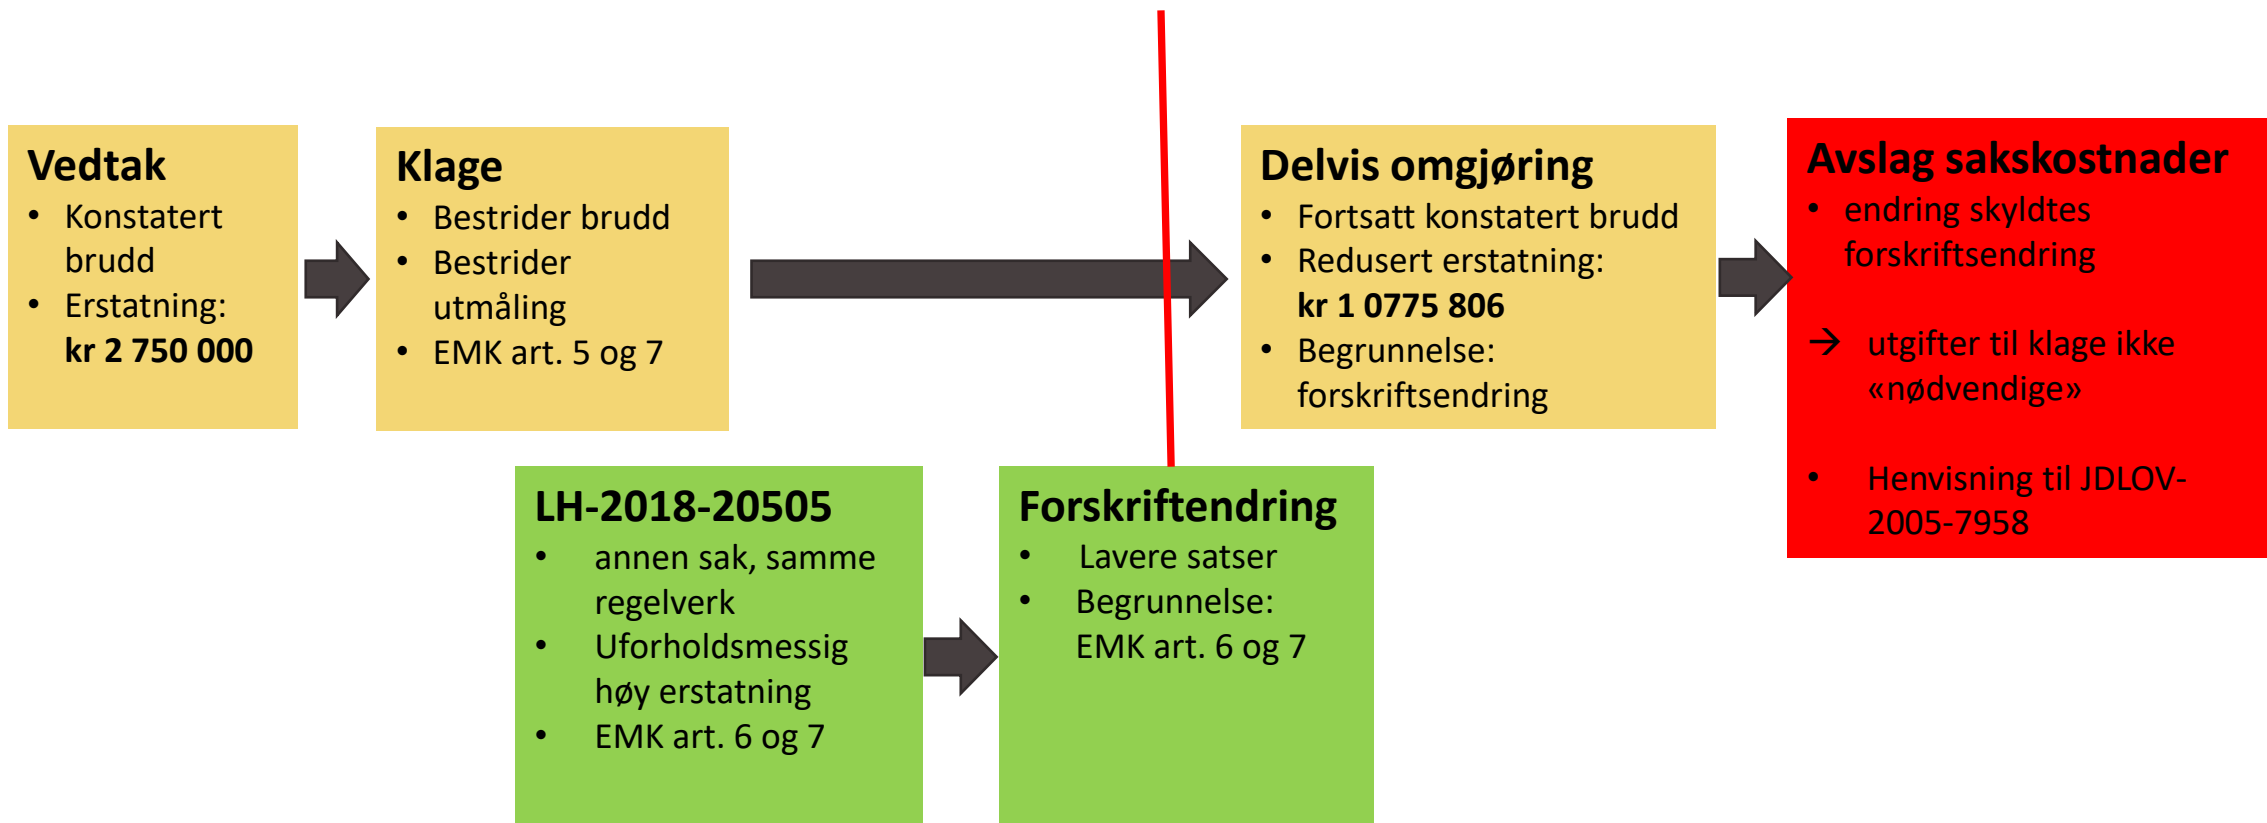 Vedtak
• Konstatert
brudd
• Erstatning:
kr 2 750 000
Klage
• Bestrider brudd
• Bestrider
utmåling
• EMK art. 5 og 7
Delvis omgjøring
• Fortsatt konstatert brudd
• Redusert erstatning:
kr 1 0775 806
• Begrunnelse:
forskriftsendring
Avslag sakskostnader
• endring skyldtes
forskriftsendring
→ utgifter til klage ikke
«nødvendige»
• Henvisning til JDLOV-
2005-7958
LH-2018-20505
• annen sak, samme
regelverk
• Uforholdsmessig
høy erstatning
• EMK art. 6 og 7
Forskriftendring
• Lavere satser
• Begrunnelse:
EMK art. 6 og 7